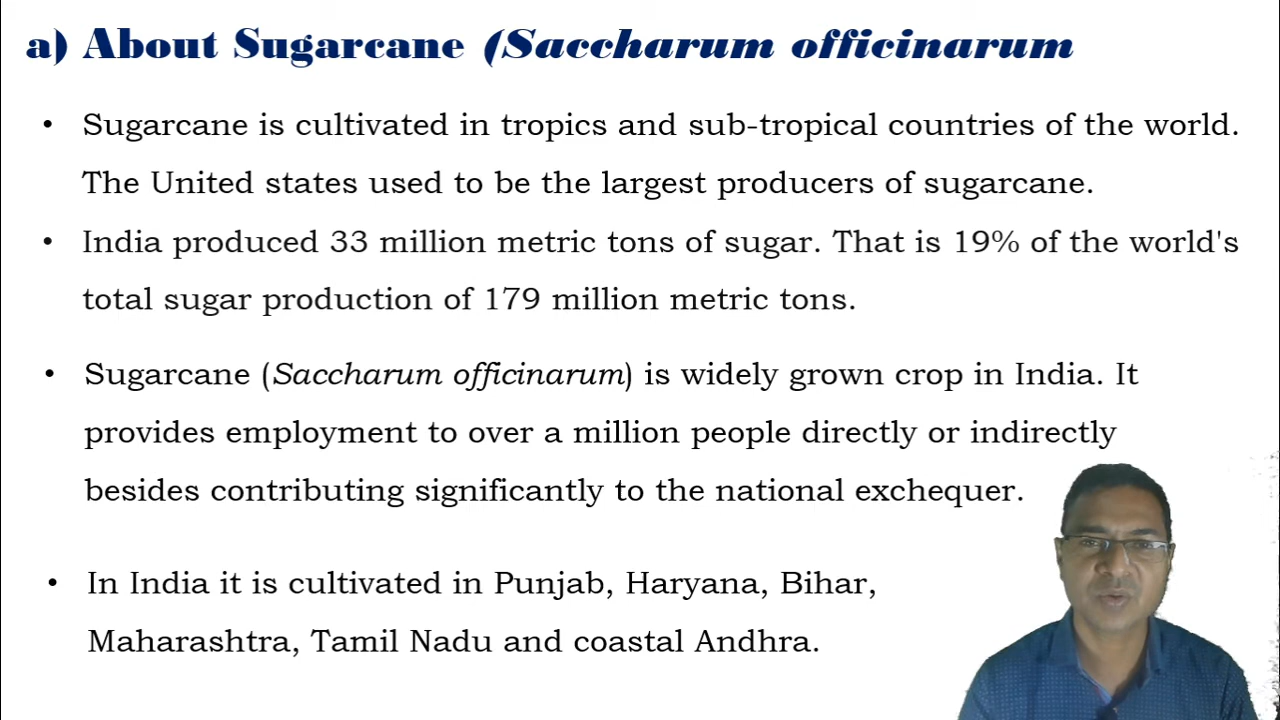 a) About Sugarcane (Saccharum officinarum
• Sugarcane is cultivated in tropics and sub-tropical countries of the world.
The United states used to be the largest producers of sugarcane.
• India produced 33 million metric tons of sugar. That is 19% of the world's
total sugar production of 179 million metric tons.
• Sugarcane (Saccharum officinarum) is widely grown crop in India. It
provides employment to over a million people directly or indirectly
besides contributing significantly to the national exchequer.
• In India it is cultivated in Punjab, Haryana, Bihar,
Maharashtra, Tamil Nadu and coastal Andhra.